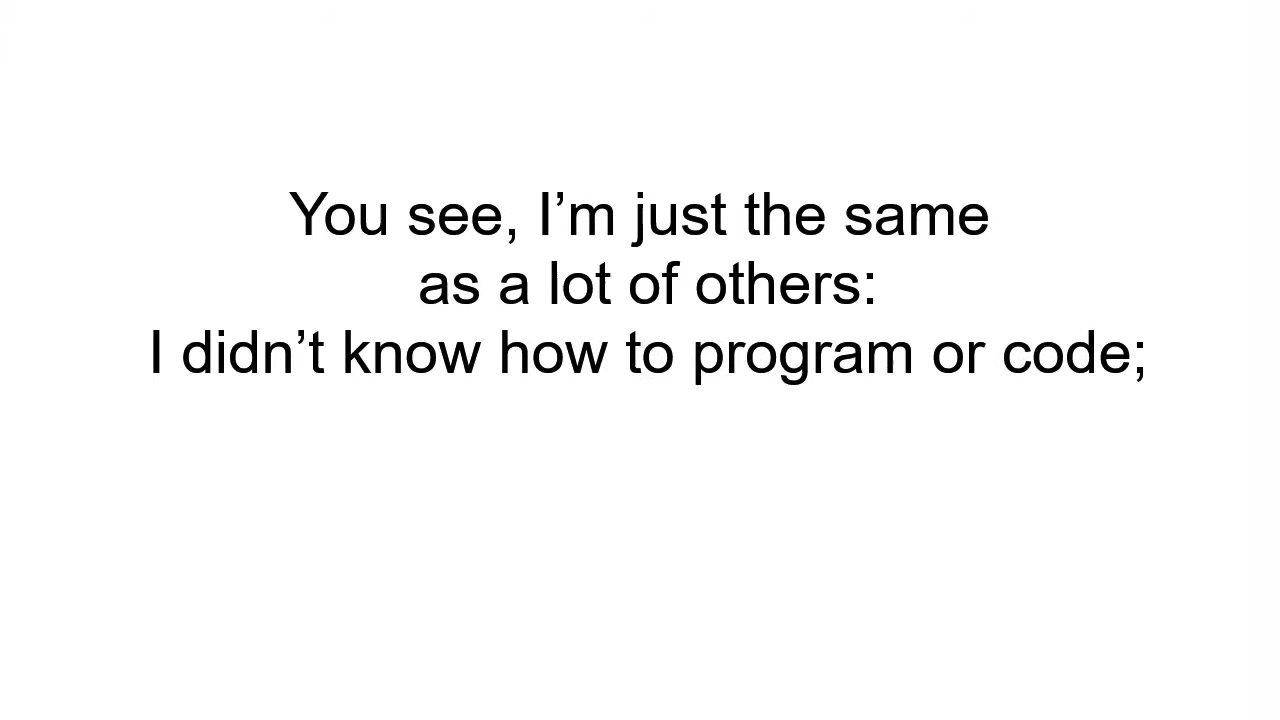 You see, I’m just the same
as a lot of others:
I didn’t know how to program or code;